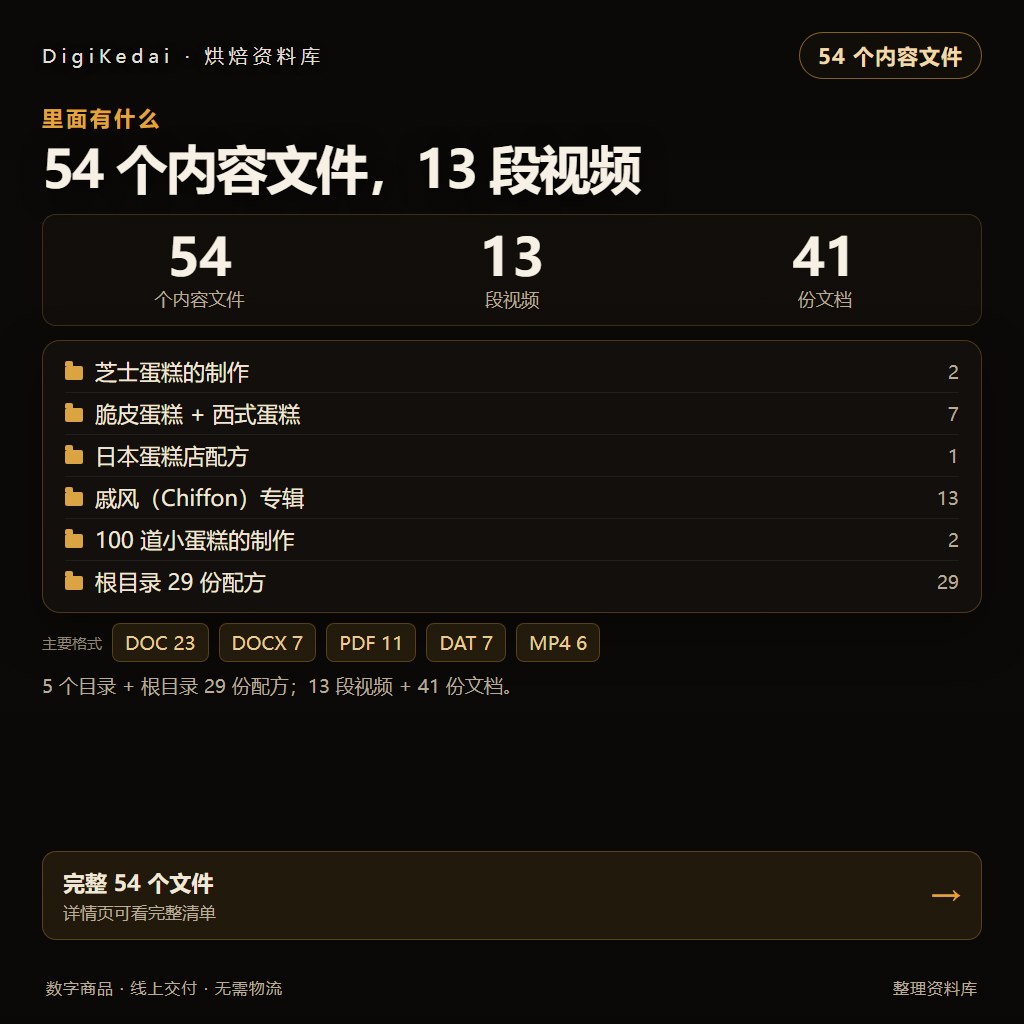 DigiKedai · 烘焙资料库
54 个内容文件
里面有什么
54 个内容文件，13 段视频
54
13
41
个内容文件
段视频
份文档
芝士蛋糕的制作 2
脆皮蛋糕 + 西式蛋糕 7
日本蛋糕店配方 1
戚风（Chiffon）专辑 13
100 道小蛋糕的制作 2
根目录 29 份配方 29
主要格式 DOC 23 DOCX 7 PDF 11 DAT 7 MP4 6
5 个目录 + 根目录 29 份配方；13 段视频 + 41 份文档。
完整 54 个文件
详情页可看完整清单
→
数字商品 · 线上交付 · 无需物流
整理资料库